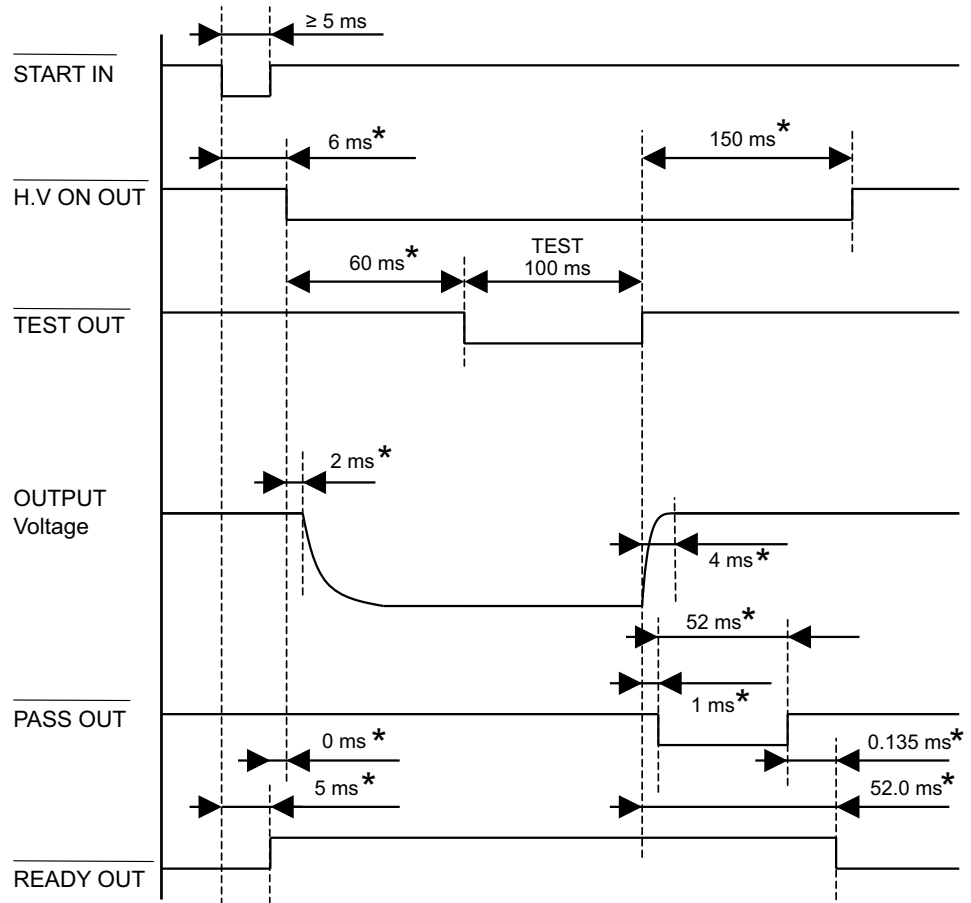 ≥ 5 ms
START IN
6 ms*
150 ms*
H.V ON OUT
60 ms*
TEST
100 ms
TEST OUT
2 ms*
OUTPUT
Voltage
4 ms*
52 ms*
1 ms*
PASS OUT
0 ms*
0.135 ms*
5 ms*
52.0 ms*
READY OUT